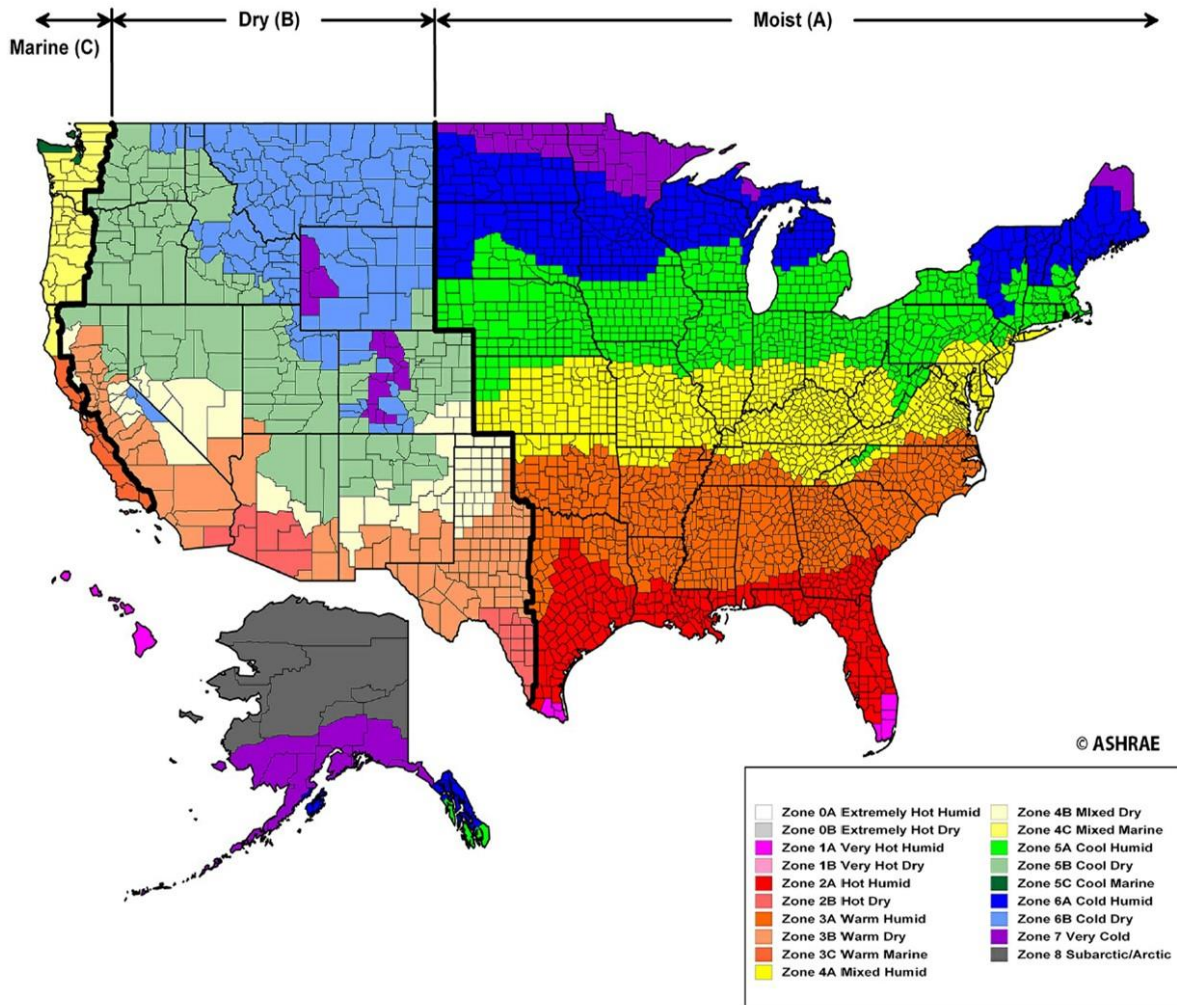 Dry (B)
Moist (A)
Marine (C)
© ASHRAE
Zone 0A Extremely Hot Humid
Zone 0B Extremely Hot Dry
Zone 1A Very Hot Humid
Zone 1B Very Hot Dry
Zone 2A Hot Humid
Zone 2B Hot Dry
Zone 3A Warm Humid
Zone 3B Warm Dry
Zone 3C Warm Marine
Zone 4A Mixed Humid
Zone 4B MIxed Dry
Zone 4C Mixed Marine
Zone 5A Cool Humid
Zone 5B Cool Dry
Zone 5C Cool Marine
Zone 6A Cold Humid
Zone 6B Cold Dry
Zone 7 Very Cold
Zone 8 Subarctic/Arctic